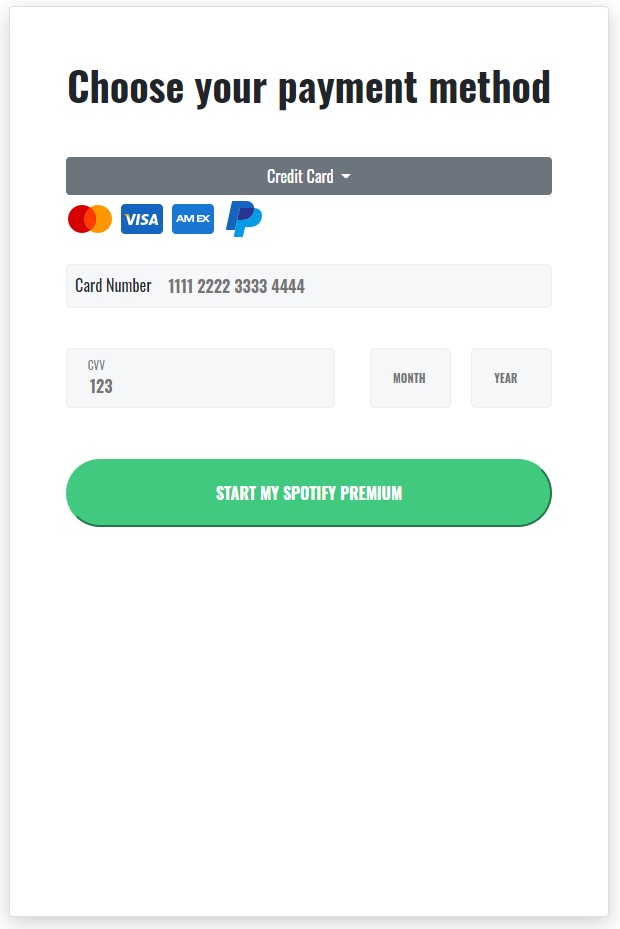 Choose your payment method
Credit Card
VISA AM EX
Card Number 1111 2222 3333 4444
CVV
123
MONTH YEAR
START MY SPOTIFY PREMIUM